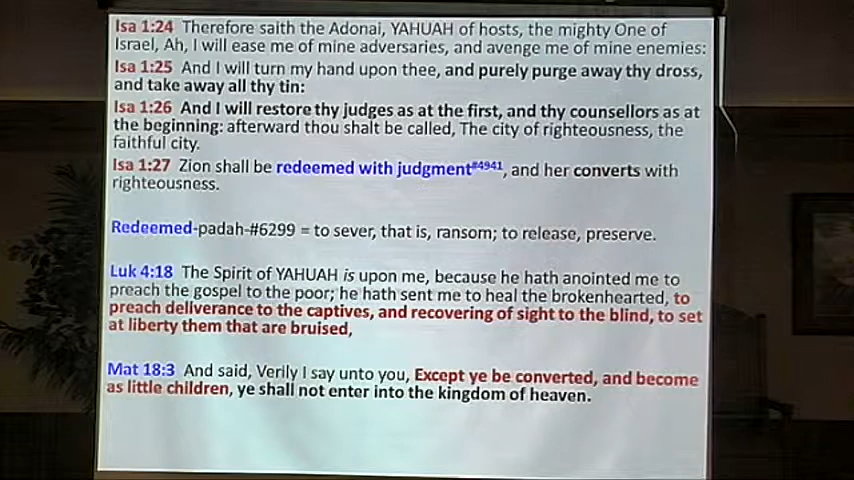 Isa 1:24 Therefore saith the Adonai, YAHUAH of hosts, the mighty One of
Israel, Ah, I will ease me of mine adversaries, and avenge me of mine enemies:
Isa 1:25 And I will turn my hand upon thee, and purely purge away thy dross,
and take away all thy tin:
Isa 1:26 And I will restore thy judges as at the first, and thy counsellors as at
the beginning: afterward thou shalt be called, The city of righteousness, the
faithful city.
Isa 1:27 Zion shall be redeemed with judgment#4941, and her converts with
righteousness.
Redeemed-padah-#6299 = to sever, that is, ransom; to release, preserve.
Luk 4:18 The Spirit of YAHUAH is upon me, because he hath anointed me to
preach the gospel to the poor; he hath sent me to heal the brokenhearted, to
preach deliverance to the captives, and recovering of sight to the blind, to set
at liberty them that are bruised,
Mat 18:3 And said, Verily I say unto you, Except ye be converted, and become
as little children, ye shall not enter into the kingdom of heaven.